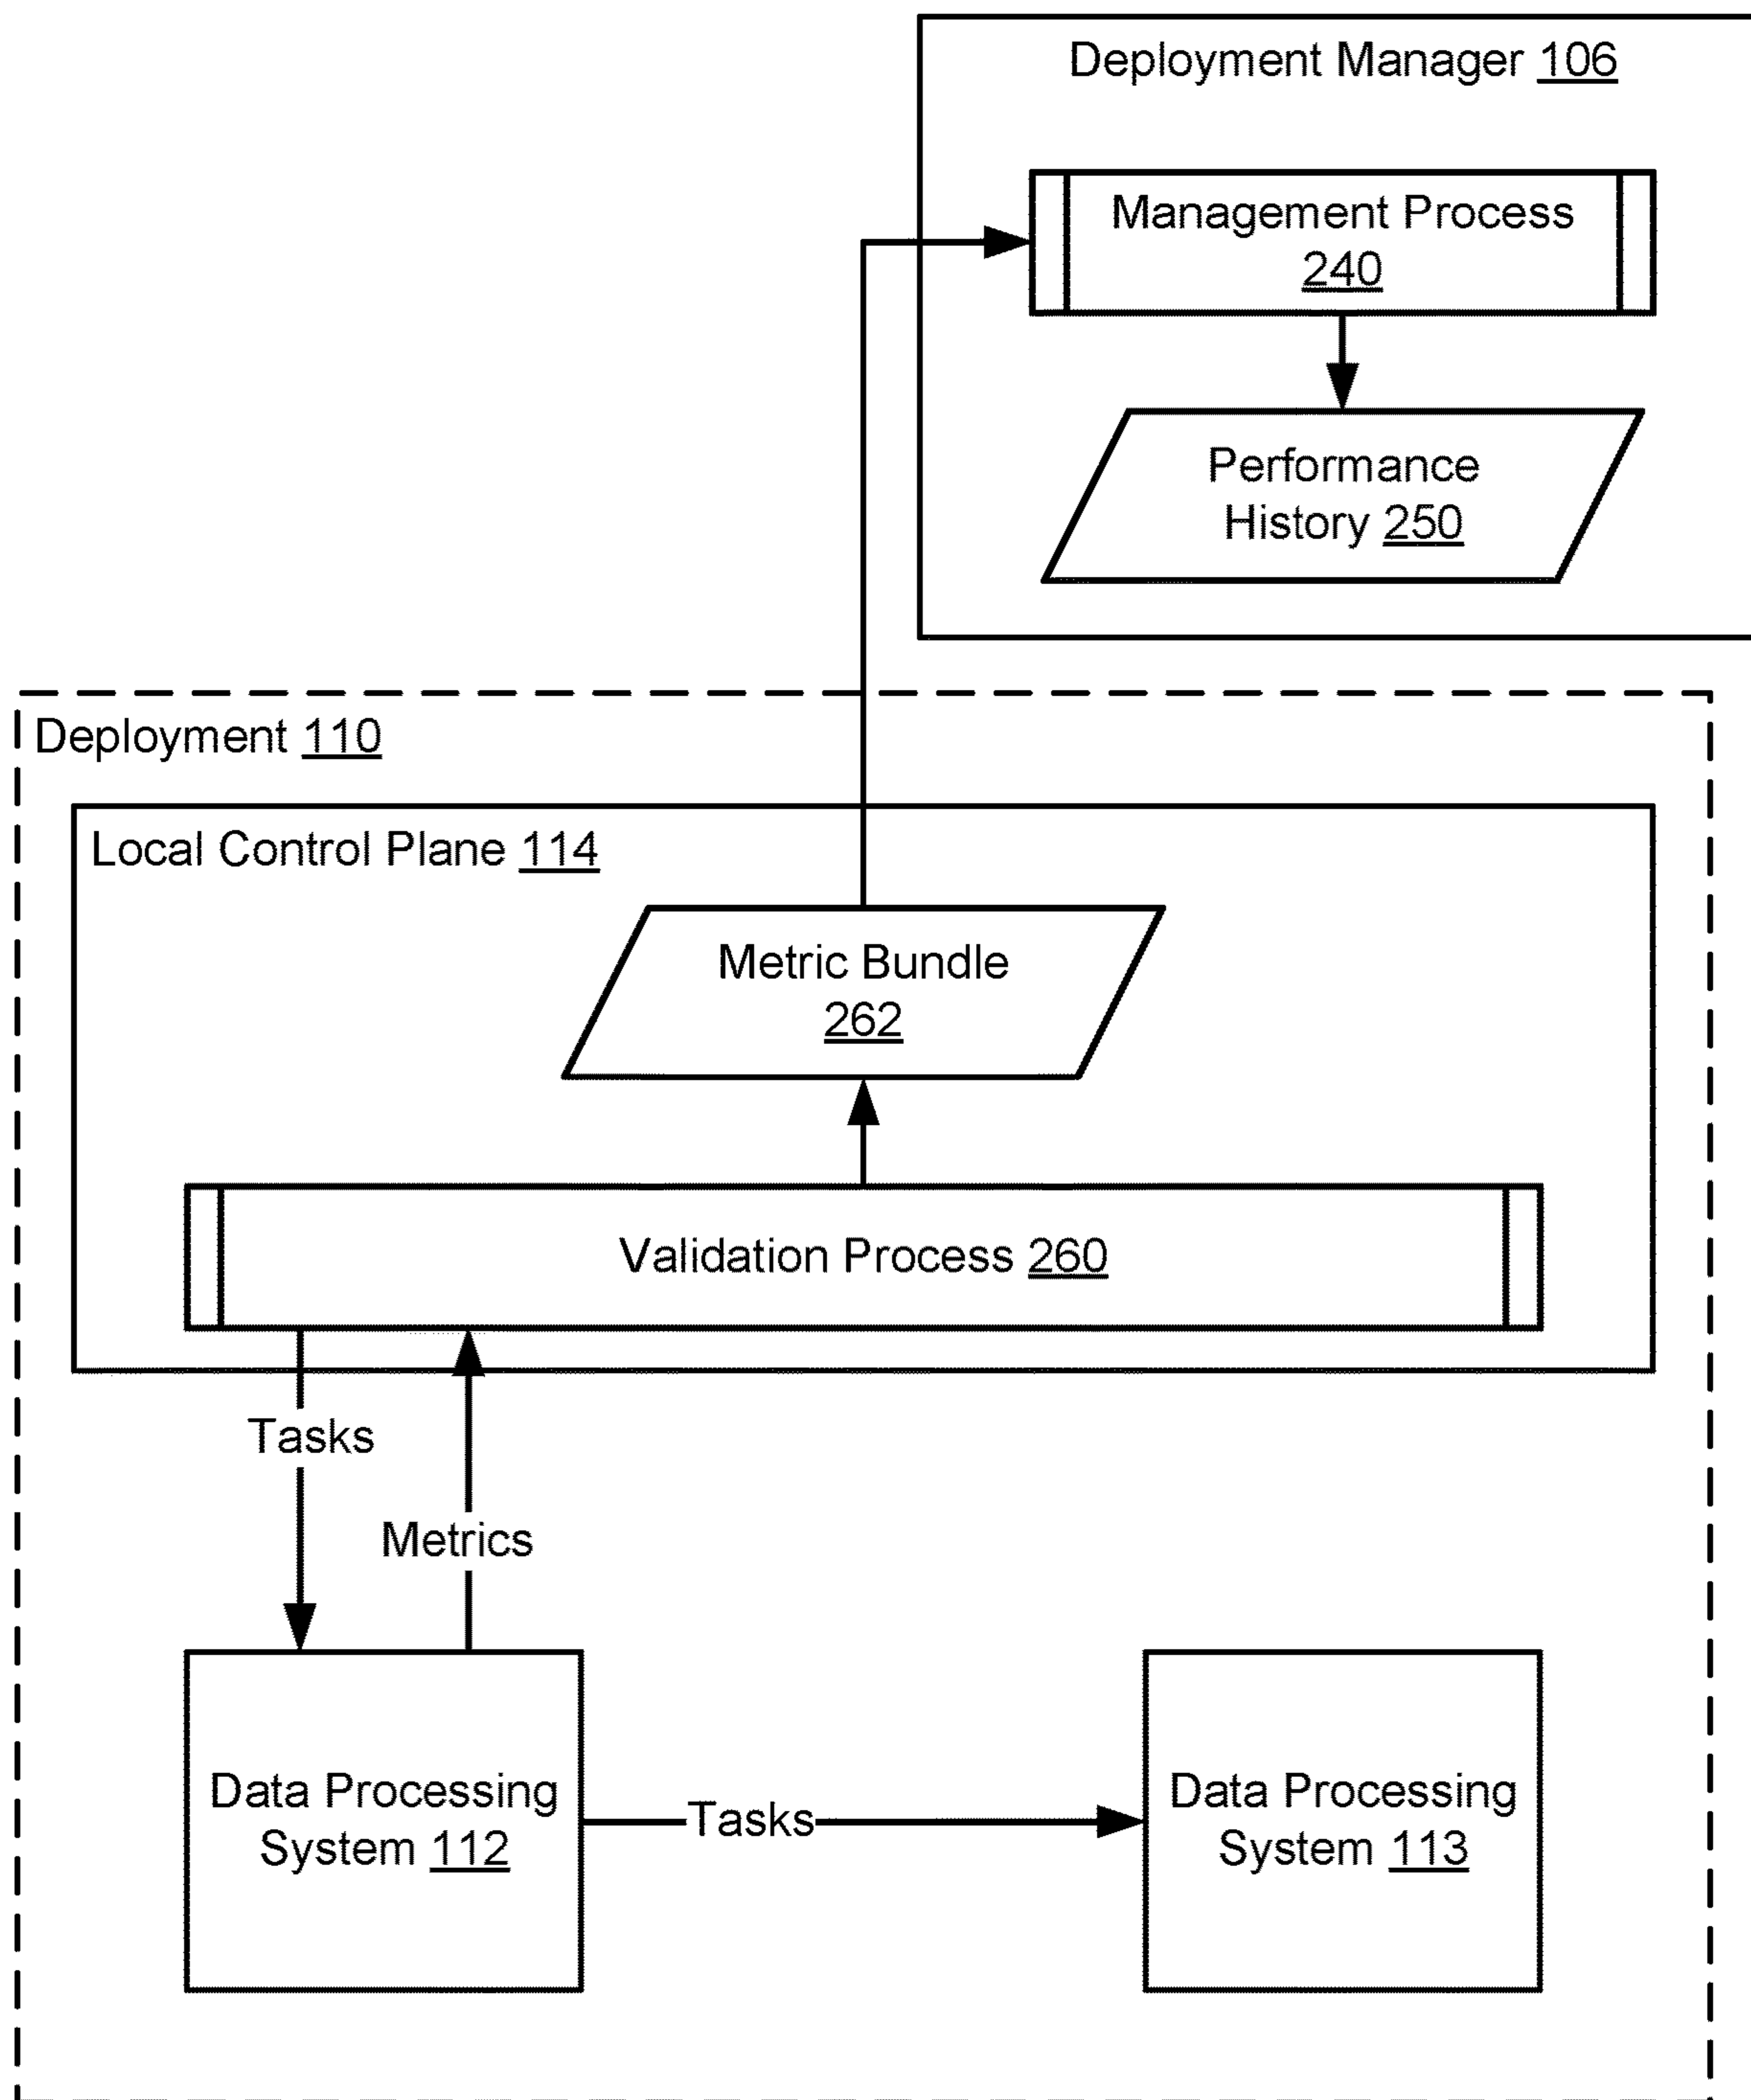 Deployment Manager 106
Management Process
240
Performance
History 250
Deployment 110
Local Control Plane 114
Metric Bundle
262
Validation Process 260
Tasks
Metrics
Data Processing
System 112
Tasks
Data Processing
System 113